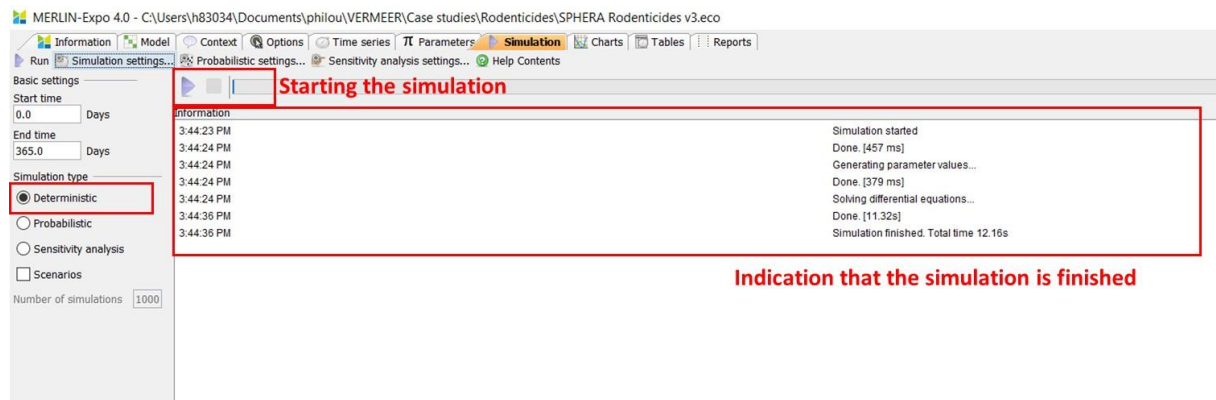 MERLIN-Expo 4.0 - C:\Users\h83034\Documents\philou\VERMEER\Case studies\Rodenticides\SPHERA Rodenticides v3.eco
Information Model Context Options Time series π Parameters Simulation Charts Tables Reports
Run Simulation settings... Probabilistic settings... Sensitivity analysis settings... Help Contents
Basic settings
Starting the simulation
Start time
0.0 Days
Information
End time
365.0 Days
Simulation type
Deterministic
Probabilistic
Sensitivity analysis
Scenarios
Number of simulations 1000
3:44:23 PM Simulation started
3:44:24 PM Done. [457 ms]
3:44:24 PM Generating parameter values...
3:44:24 PM Done. [379 ms]
3:44:24 PM Solving differential equations...
3:44:36 PM Done. [11.32s]
3:44:36 PM Simulation finished. Total time 12.16s
Indication that the simulation is finished